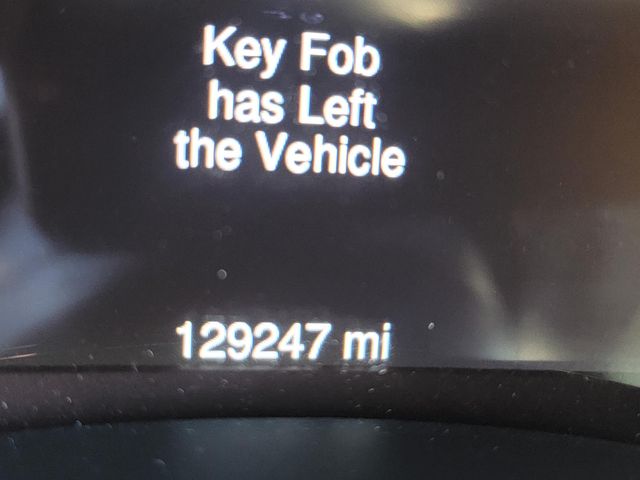 Key Fob
has Left
the Vehicle
129247 mi